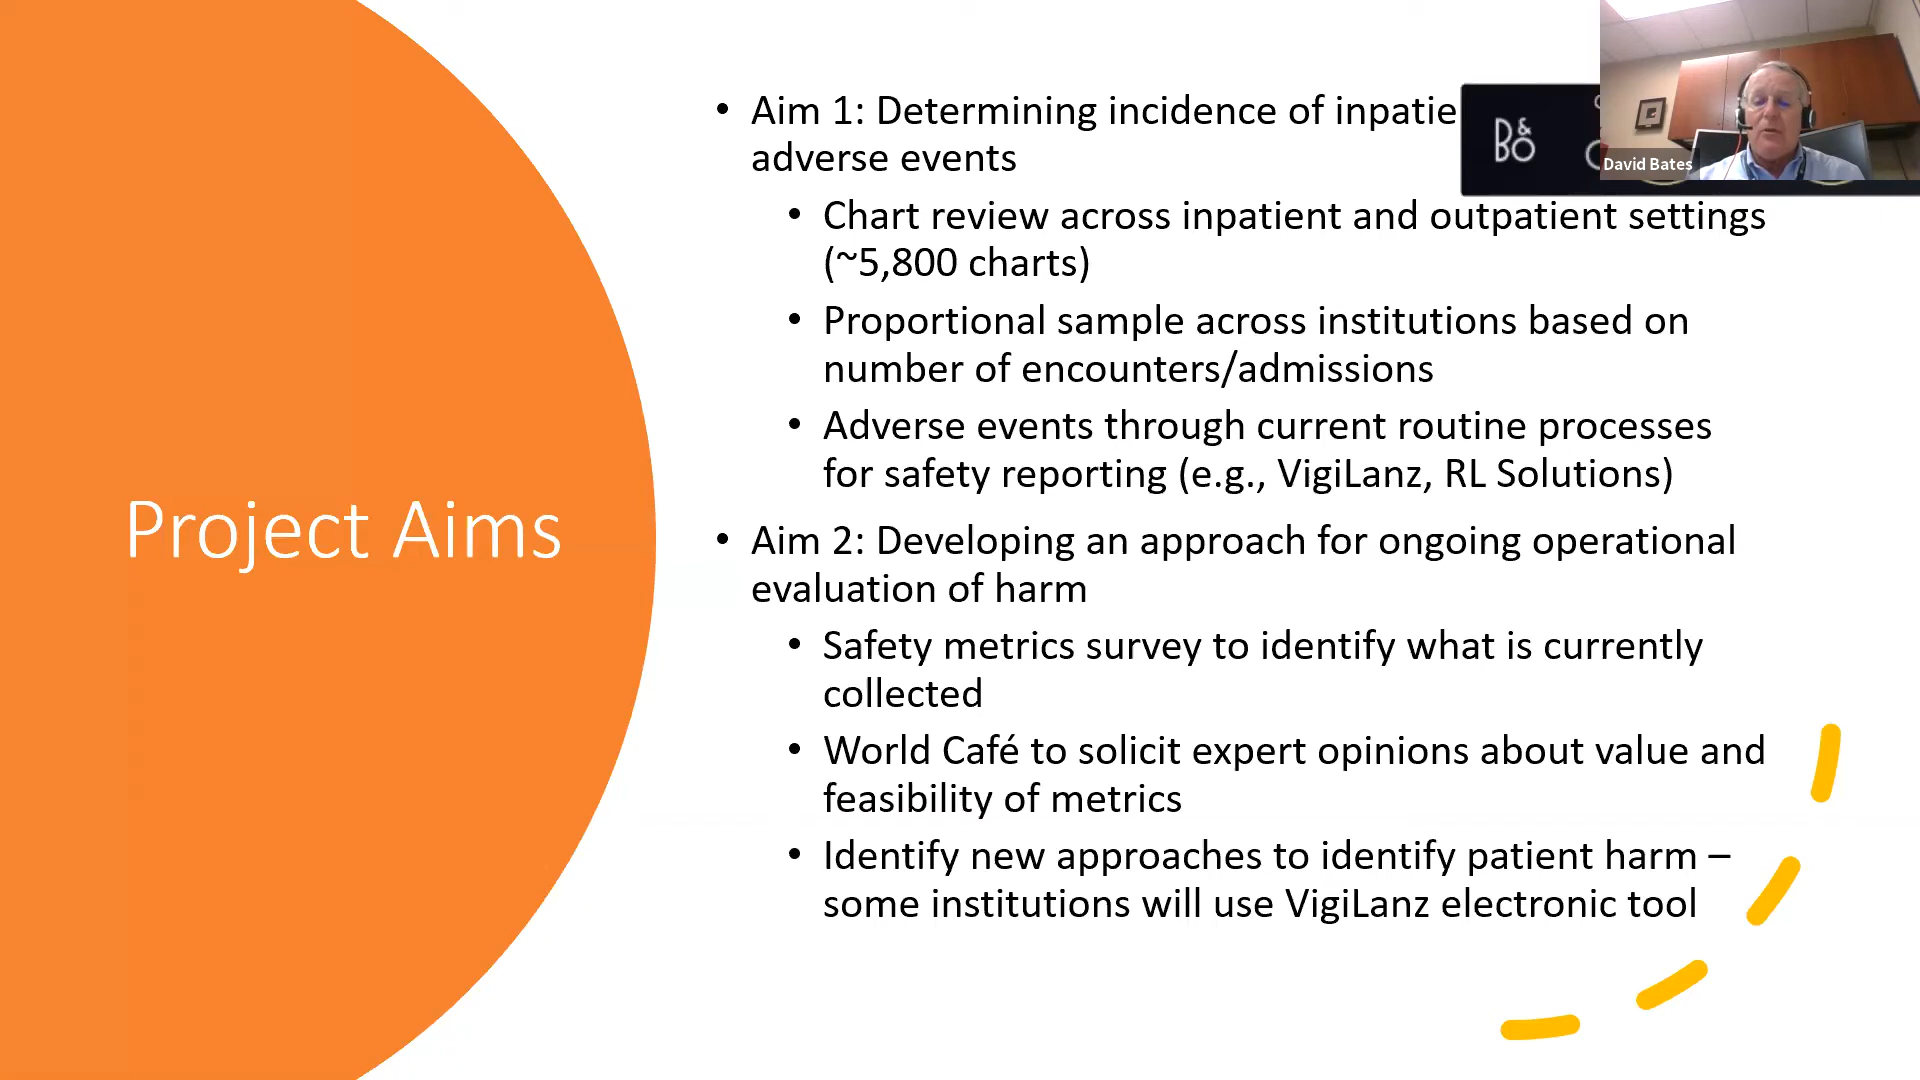 Project Aims
• Aim 1: Determining incidence of inpatie
adverse events
• Chart review across inpatient and outpatient settings
(~5,800 charts)
• Proportional sample across institutions based on
number of encounters/admissions
• Adverse events through current routine processes
for safety reporting (e.g., VigiLanz, RL Solutions)
• Aim 2: Developing an approach for ongoing operational
evaluation of harm
• Safety metrics survey to identify what is currently
collected
• World Café to solicit expert opinions about value and
feasibility of metrics
• Identify new approaches to identify patient harm –
some institutions will use VigiLanz electronic tool
B&O
David Bates